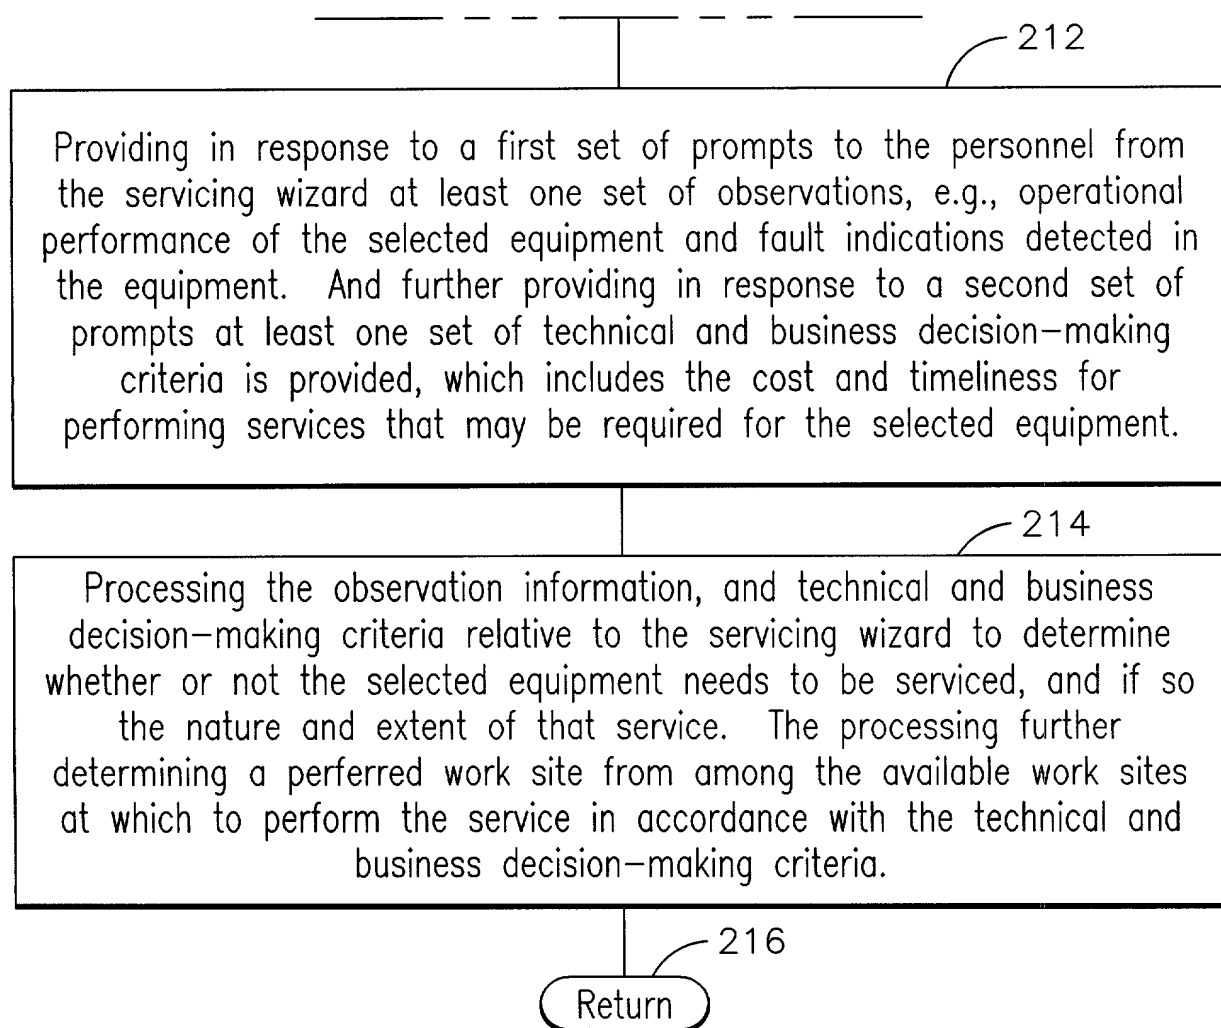 212
Providing in response to a first set of prompts to the personnel from
the servicing wizard at least one set of observations, e.g., operational
performance of the selected equipment and fault indications detected in
the equipment. And further providing in response to a second set of
prompts at least one set of technical and business decision-making
criteria is provided, which includes the cost and timeliness for
performing services that may be required for the selected equipment.
214
Processing the observation information, and technical and business
decision-making criteria relative to the servicing wizard to determine
whether or not the selected equipment needs to be serviced, and if so
the nature and extent of that service. The processing further
determining a perferred work site from among the available work sites
at which to perform the service in accordance with the technical and
business decision-making criteria.
216
Return